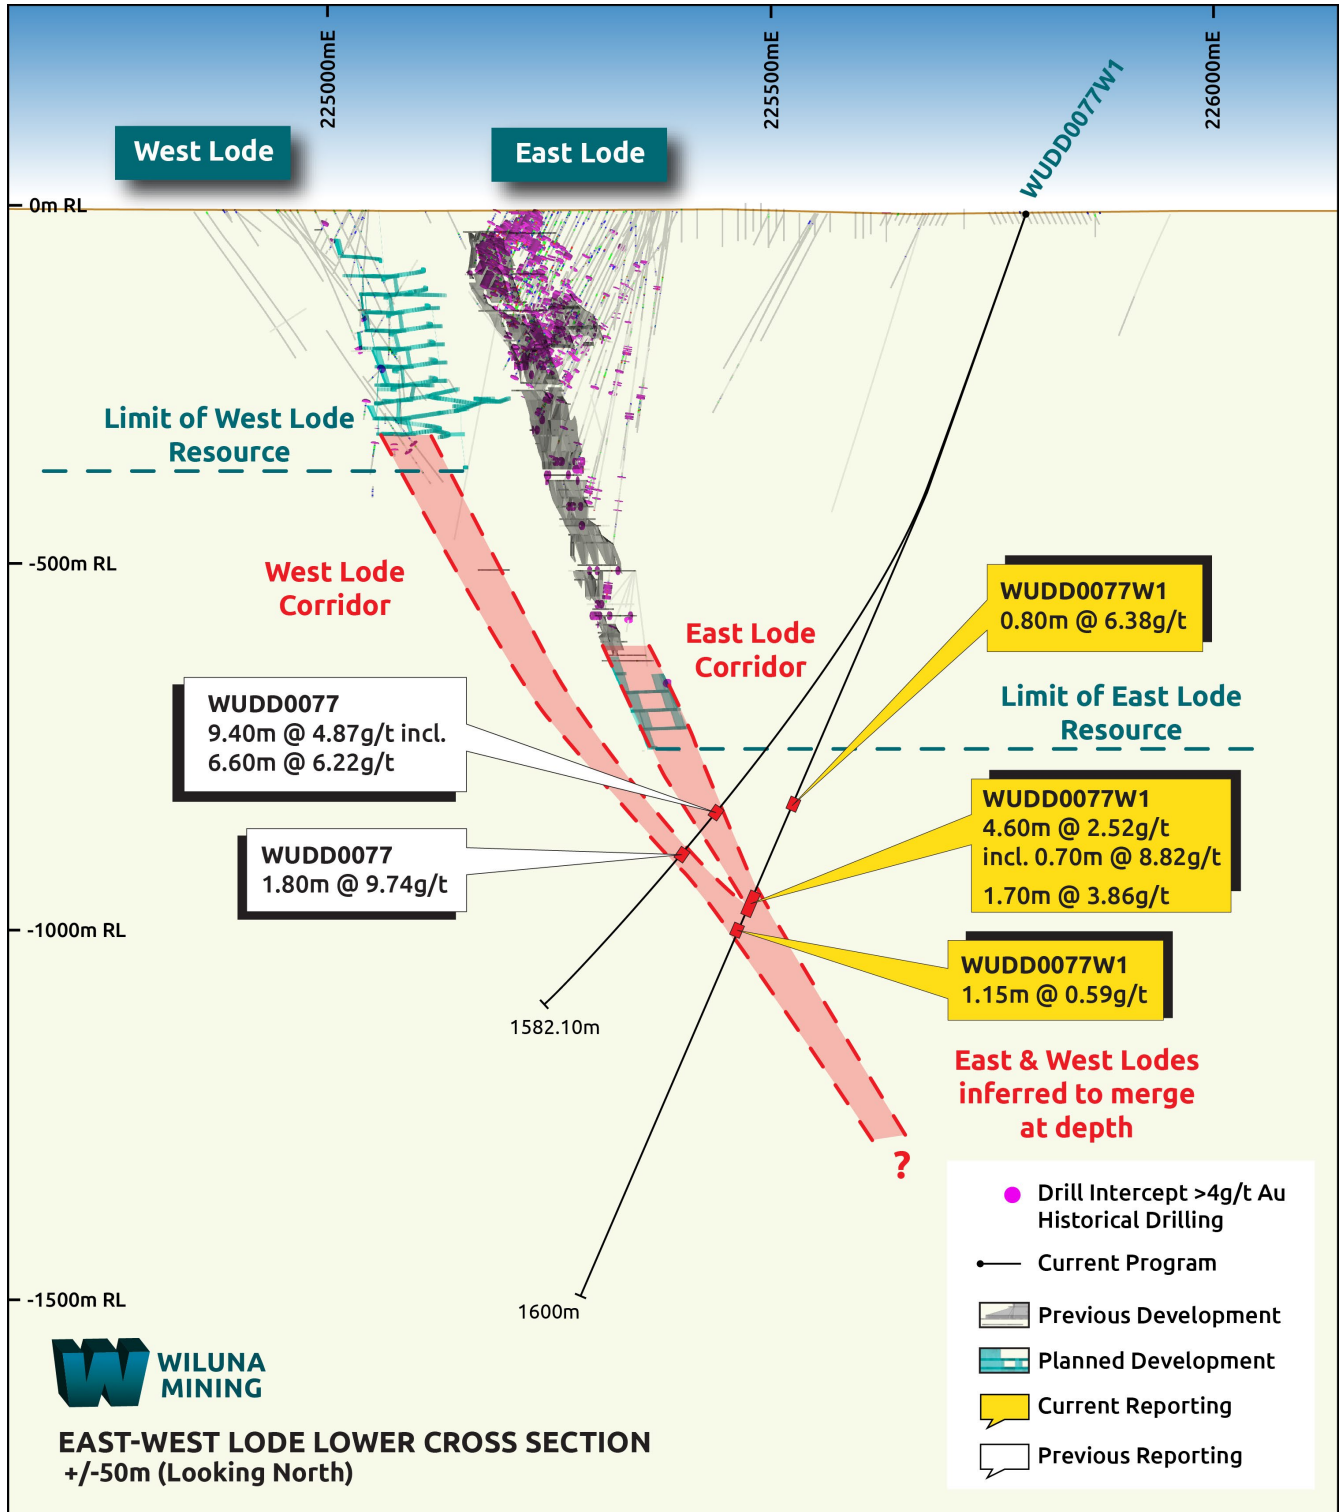 225000mE
225500mE
226000mE
WUDD0077W1
West Lode
East Lode
0m RL
Limit of West Lode
Resource
-500m RL
West Lode
Corridor
WUDD0077W1
0.80m @ 6.38g/t
East Lode
Corridor
Limit of East Lode
Resource
WUDD0077
9.40m @ 4.87g/t incl.
6.60m @ 6.22g/t
WUDD0077W1
4.60m @ 2.52g/t
incl. 0.70m @ 8.82g/t
1.70m @ 3.86g/t
WUDD0077
1.80m @ 9.74g/t
-1000m RL
WUDD0077W1
1.15m @ 0.59g/t
1582.10m
East & West Lodes
inferred to merge
at depth
?
-1500m RL
1600m
Drill Intercept >4g/t Au
Historical Drilling
Current Program
Previous Development
Planned Development
Current Reporting
Previous Reporting
WILUNA
MINING
EAST-WEST LODE LOWER CROSS SECTION
+/-50m (Looking North)